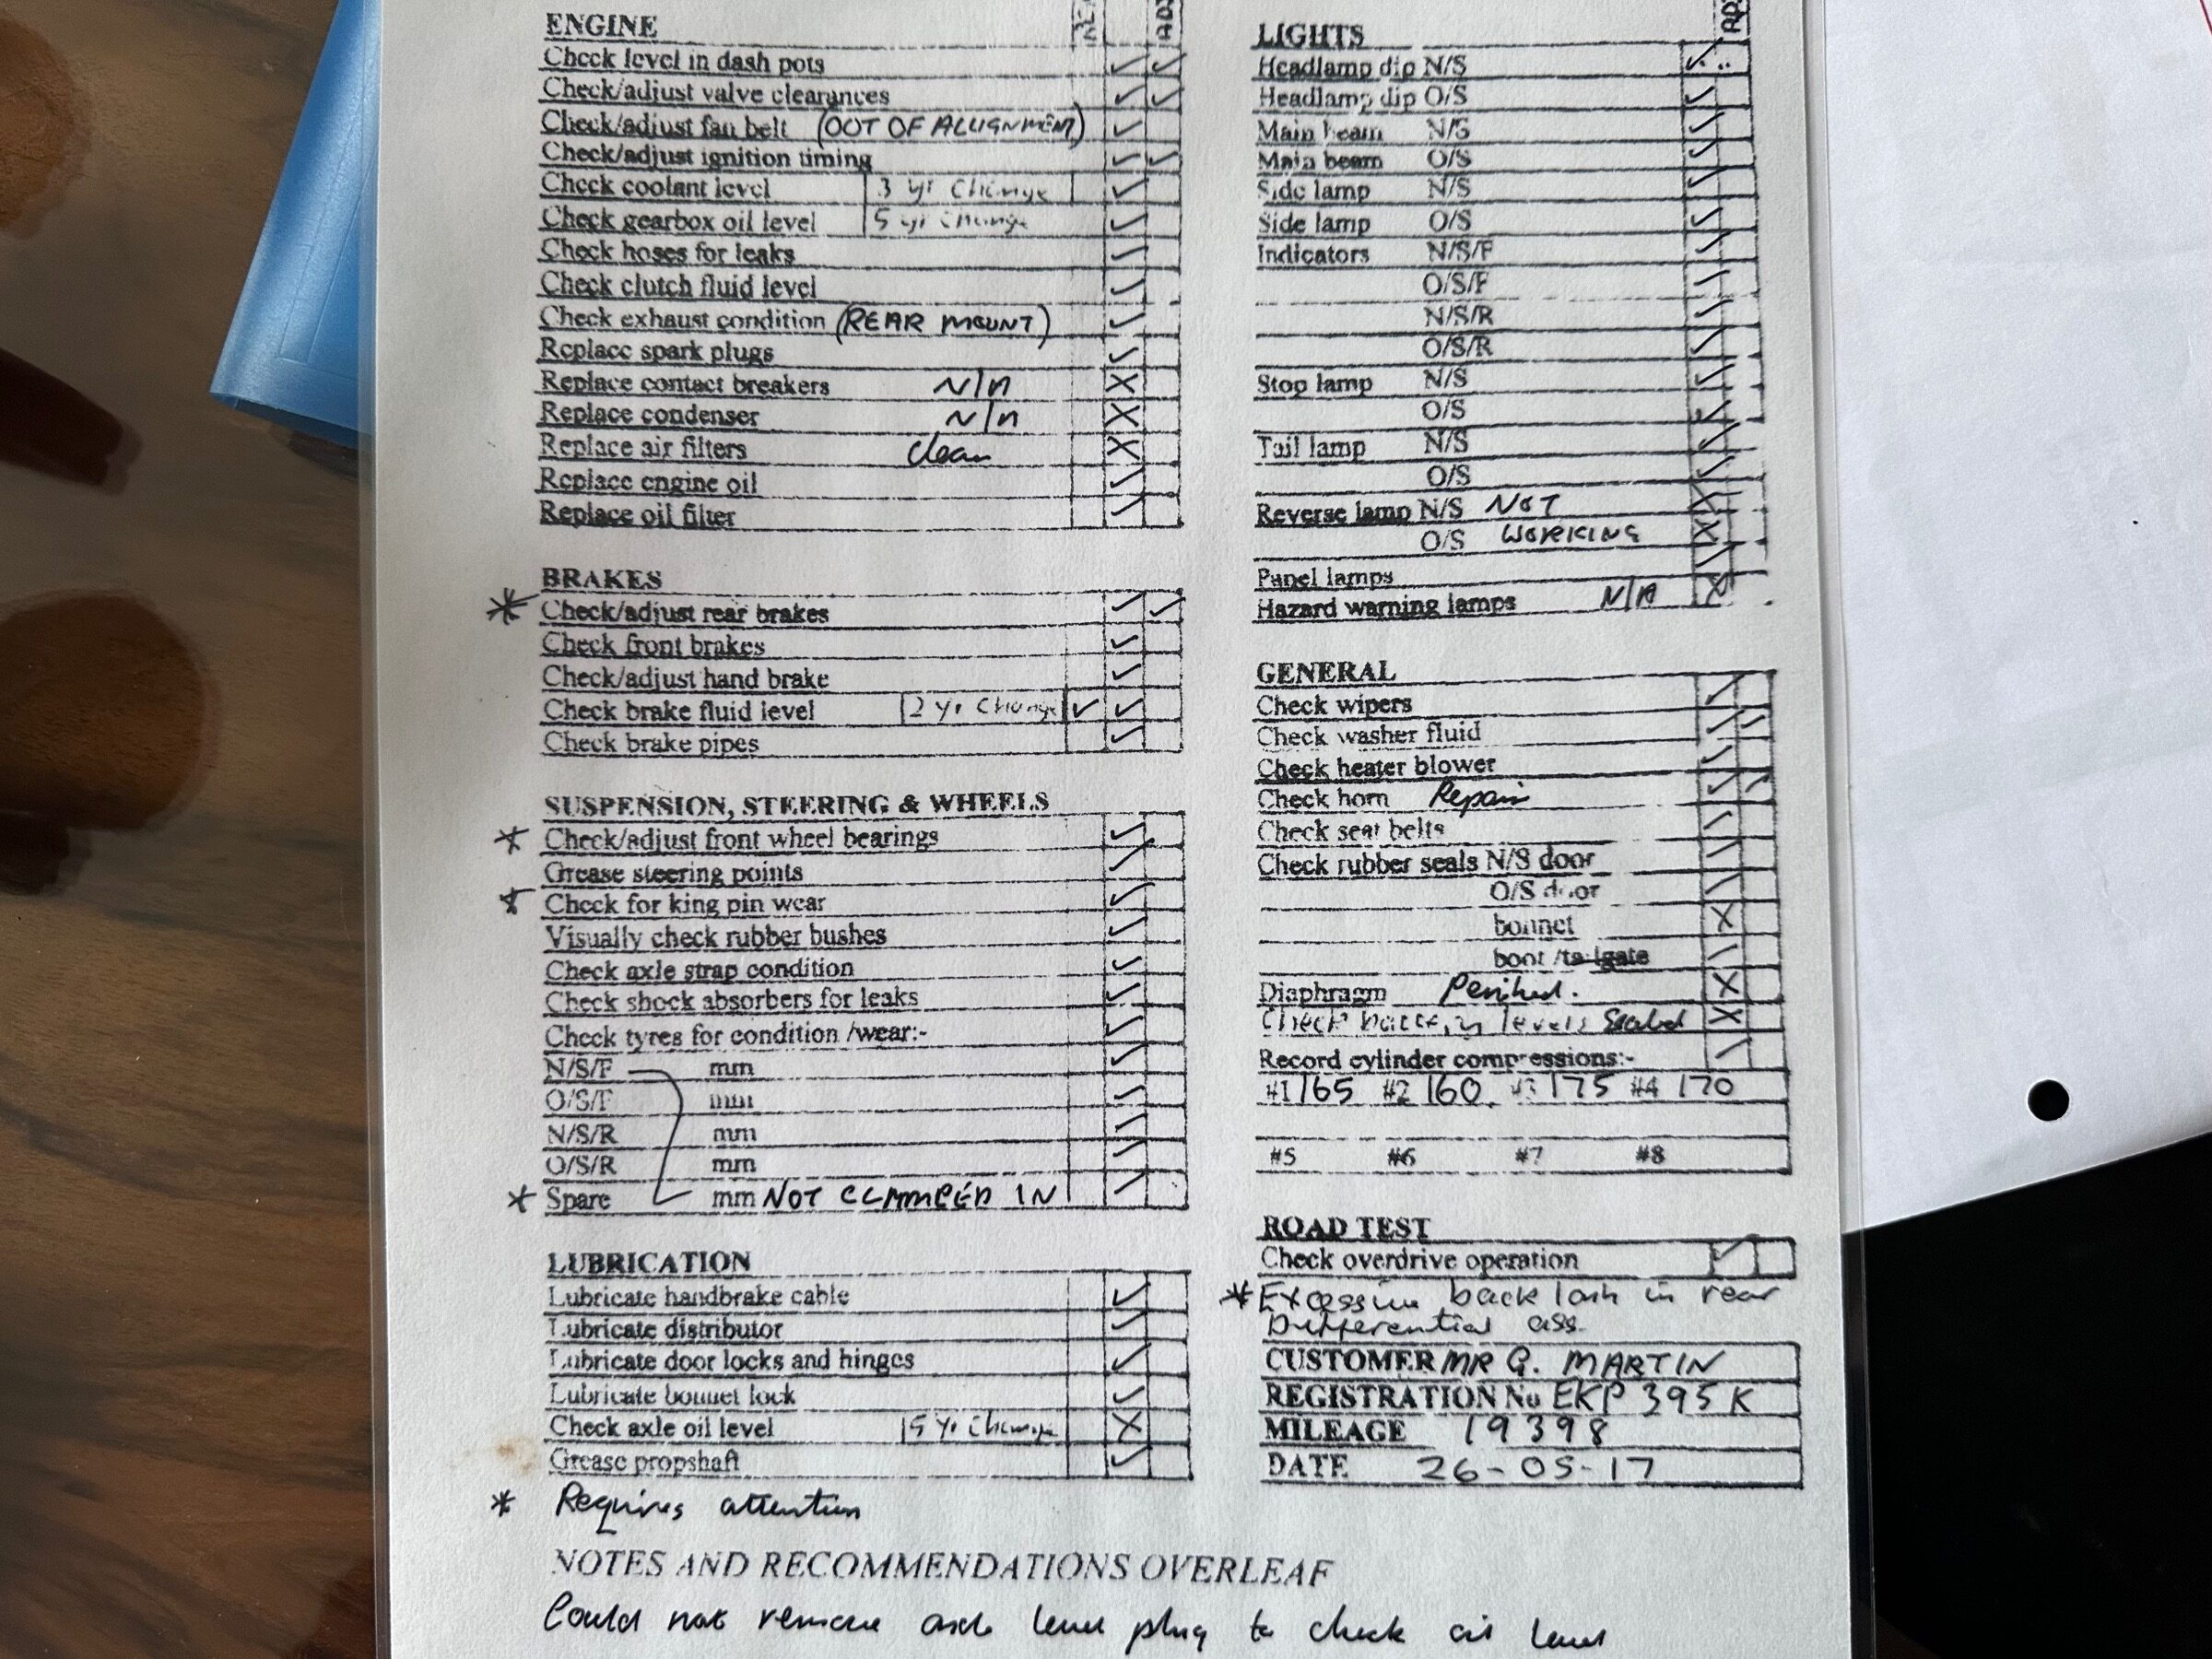 ENGINE
Check level in dash pots
Check/adjust valve clearances
Check/adjust fan belt (OUT OF ALLIGNMENT)
Check/adjust ignition timing
Check coolant level 3 yr Change
Check gearbox oil level 5 yr Change
Check hoses for leaks
Check clutch fluid level
Check exhaust condition (REAR MOUNT)
Replace spark plugs
Replace contact breakers N/A
Replace condenser N/A
Replace air filters clean
Replace engine oil
Replace oil filter
BRAKES
* Check/adjust rear brakes
Check front brakes
Check/adjust hand brake
Check brake fluid level 2 yr Change
Check brake pipes
SUSPENSION, STEERING & WHEELS
* Check/adjust front wheel bearings
Grease steering points
* Check for king pin wear
Visually check rubber bushes
Check axle strap condition
Check shock absorbers for leaks
Check tyres for condition /wear:-
N/S/F mm
O/S/F mm
N/S/R mm
O/S/R mm
* Spare mm NOT CLAMPED IN
LUBRICATION
Lubricate handbrake cable
Lubricate distributor
Lubricate door locks and hinges
Lubricate bonnet lock
Check axle oil level 5 yr Change
Grease propshaft
* Requires attention
NOTES AND RECOMMENDATIONS OVERLEAF
Could not remove axle level plug to check oil level
LIGHTS
Headlamp dip N/S
Headlamp dip O/S
Main beam N/S
Main beam O/S
Side lamp N/S
Side lamp O/S
Indicators N/S/F
O/S/F
N/S/R
O/S/R
Stop lamp N/S
O/S
Tail lamp N/S
O/S
Reverse lamp N/S NOT
O/S WORKING
Panel lamps
Hazard warning lamps N/A
GENERAL
Check wipers
Check washer fluid
Check heater blower
Check horn Repair
Check seat belts
Check rubber seals N/S door
O/S door
bonnet
boot /tailgate
Diaphragm Perished.
Check battery levels Sealed
Record cylinder compressions:-
#1 165 #2 160 #3 175 #4 170
#5 #6 #7 #8
ROAD TEST
Check overdrive operation
* Excessive back lash in rear
Differential ass.
CUSTOMER MR G. MARTIN
REGISTRATION No EKP 395 K
MILEAGE 19398
DATE 26-05-17